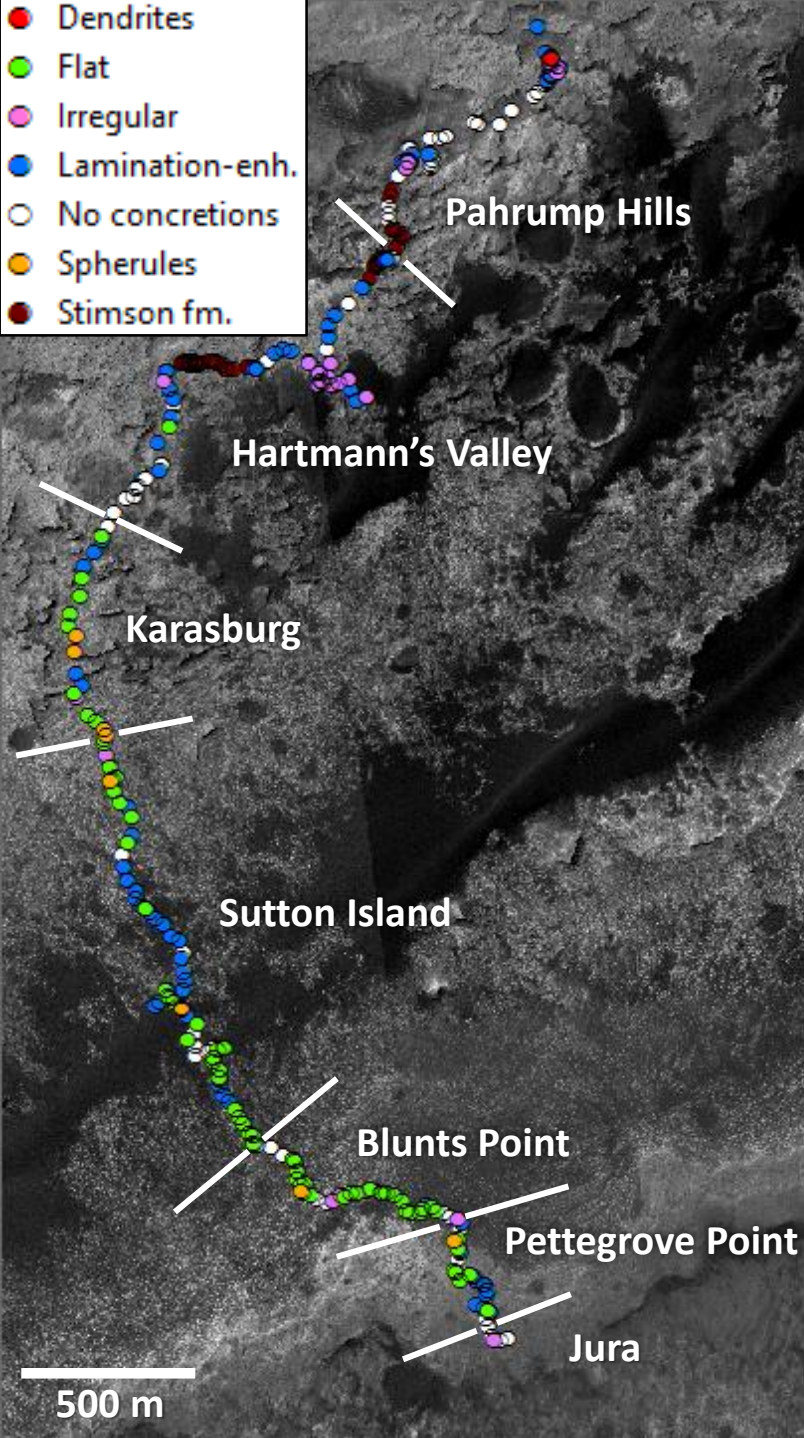 Dendrites
Flat
Irregular
Lamination-enh.
No concretions
Spherules
Stimson fm.
Pahrump Hills
Hartmann’s Valley
Karasburg
Sutton Island
Blunts Point
Pettegrove Point
Jura
500 m